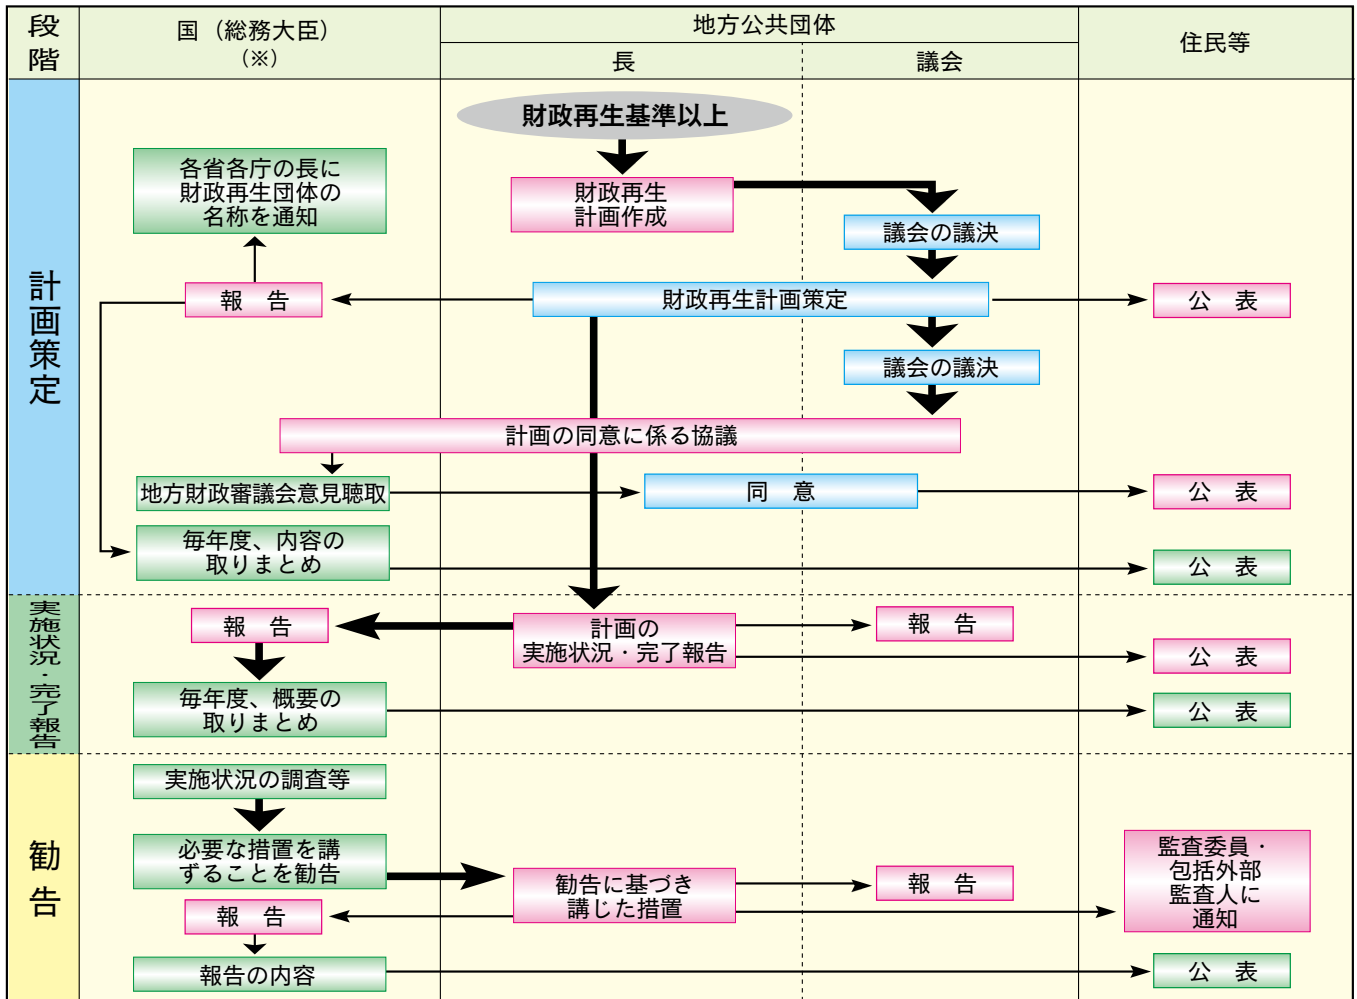 段
階
国（総務大臣）
（※）
地方公共団体
長
議会
住民等
計画策定
財政再生基準以上
各省各庁の長に
財政再生団体の
名称を通知
財政再生
計画作成
議会の議決
報　告
財政再生計画策定
公　表
議会の議決
計画の同意に係る協議
地方財政審議会意見聴取
同　意
公　表
毎年度、内容の
取りまとめ
公　表
実施状況・完了報告
報　告
計画の
実施状況・完了報告
報　告
公　表
毎年度、概要の
取りまとめ
公　表
勧告
実施状況の調査等
必要な措置を講
ずることを勧告
勧告に基づき
講じた措置
報　告
監査委員・
包括外部
監査人に
通知
報　告
報告の内容
公　表